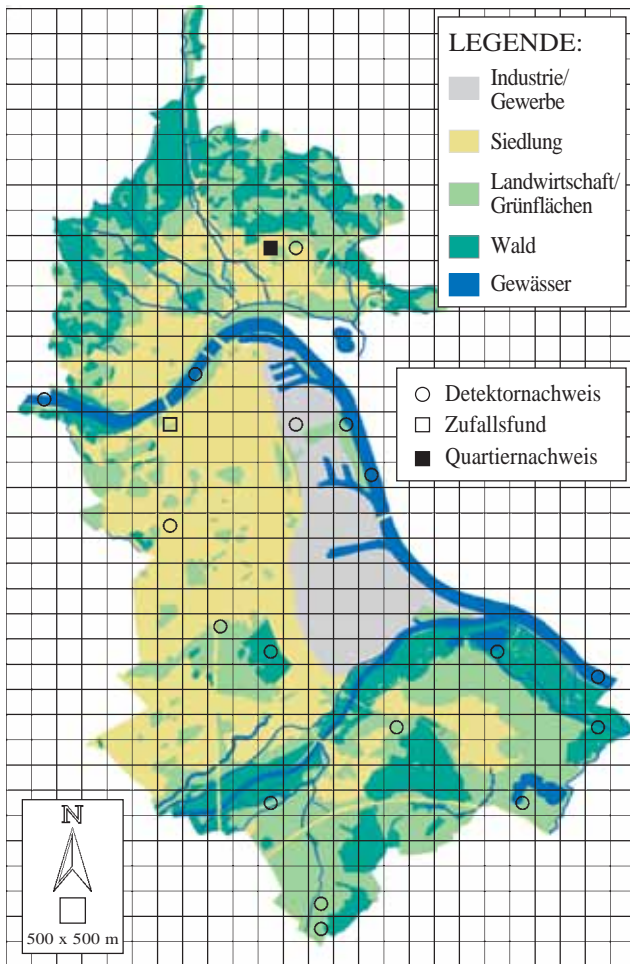 LEGENDE:
Industrie/
Gewerbe
Siedlung
Landwirtschaft/
Grünflächen
Wald
Gewässer
Detektornachweis
Zufallsfund
Quartiernachweis
N
500 x 500 m